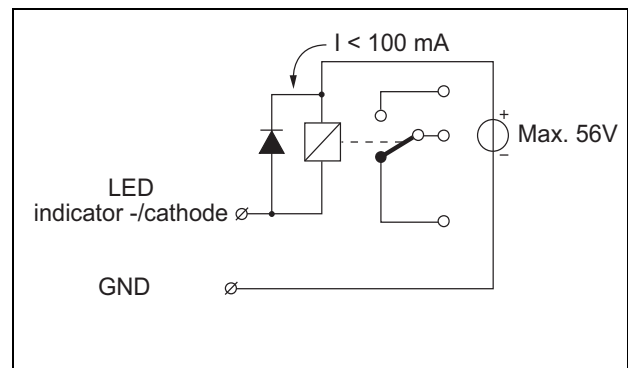 I < 100 mA
+
Max. 56V
−
LED
indicator -/cathode
GND